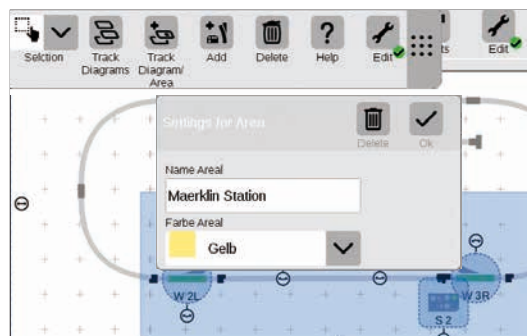 Selction
Track Diagrams
Track Diagram/ Area
Add
Delete
Help
Edit
ts
Edit
Settings for Area
Delete
Ok
Name Areal
Maerklin Station
Farbe Areal
Gelb
W 2L
W 3R
S 2